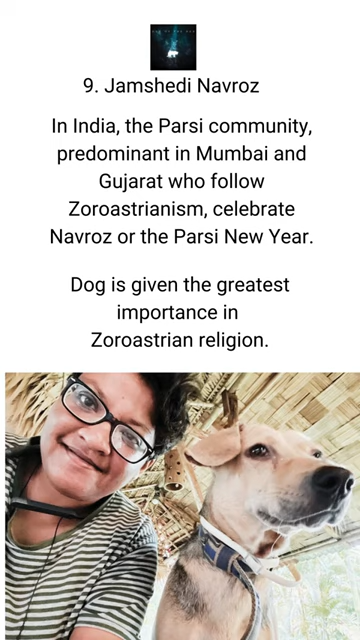 9. Jamshedi Navroz
In India, the Parsi community,
predominant in Mumbai and
Gujarat who follow
Zoroastrianism, celebrate
Navroz or the Parsi New Year.
Dog is given the greatest
importance in
Zoroastrian religion.